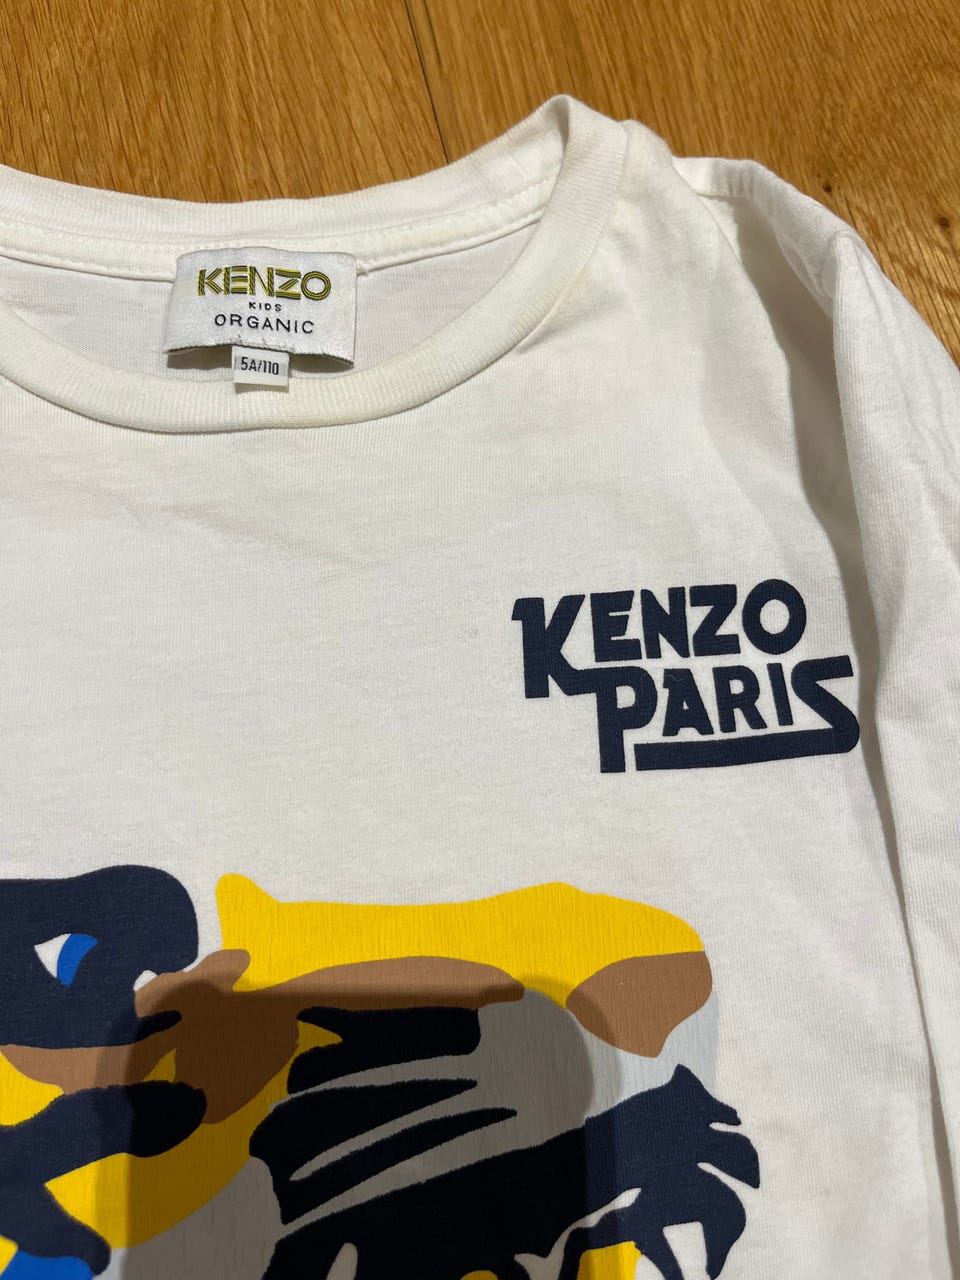 KENZO
KIDS
ORGANIC
5A/110
KENZO
PARIS